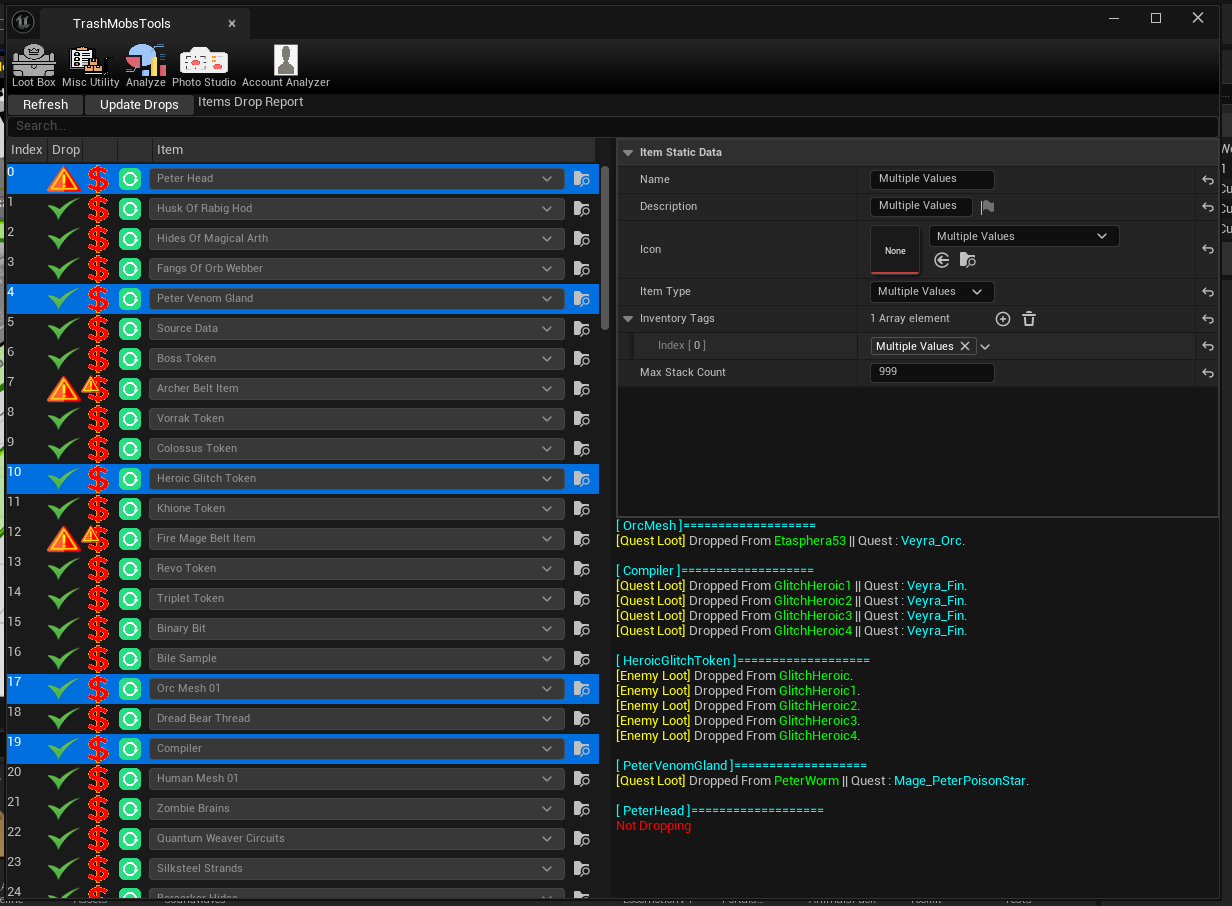 TrashMobsTools
Loot Box Misc Utility Analyze Photo Studio Account Analyzer
Refresh Update Drops Items Drop Report
Search...
Index Drop Item
0 Peter Head
1 Husk Of Rabig Hod
2 Hides Of Magical Arth
3 Fangs Of Orb Webber
4 Peter Venom Gland
5 Source Data
6 Boss Token
7 Archer Belt Item
8 Vorrak Token
9 Colossus Token
10 Heroic Glitch Token
11 Khione Token
12 Fire Mage Belt Item
13 Revo Token
14 Triplet Token
15 Binary Bit
16 Bile Sample
17 Orc Mesh 01
18 Dread Bear Thread
19 Compiler
20 Human Mesh 01
21 Zombie Brains
22 Quantum Weaver Circuits
23 Silksteel Strands
24 Berserker Hides
Item Static Data
Name Multiple Values
Description Multiple Values
Icon None Multiple Values
Item Type Multiple Values
Inventory Tags 1 Array element
Index [ 0 ] Multiple Values
Max Stack Count 999
[ OrcMesh ]===================
[Quest Loot] Dropped From Etasphera53 || Quest : Veyra_Orc.
[ Compiler ]===================
[Quest Loot] Dropped From GlitchHeroic1 || Quest : Veyra_Fin.
[Quest Loot] Dropped From GlitchHeroic2 || Quest : Veyra_Fin.
[Quest Loot] Dropped From GlitchHeroic3 || Quest : Veyra_Fin.
[Quest Loot] Dropped From GlitchHeroic4 || Quest : Veyra_Fin.
[ HeroicGlitchToken ]===================
[Enemy Loot] Dropped From GlitchHeroic.
[Enemy Loot] Dropped From GlitchHeroic1.
[Enemy Loot] Dropped From GlitchHeroic2.
[Enemy Loot] Dropped From GlitchHeroic3.
[Enemy Loot] Dropped From GlitchHeroic4.
[ PeterVenomGland ]===================
[Quest Loot] Dropped From PeterWorm || Quest : Mage_PeterPoisonStar.
[ PeterHead ]===================
Not Dropping